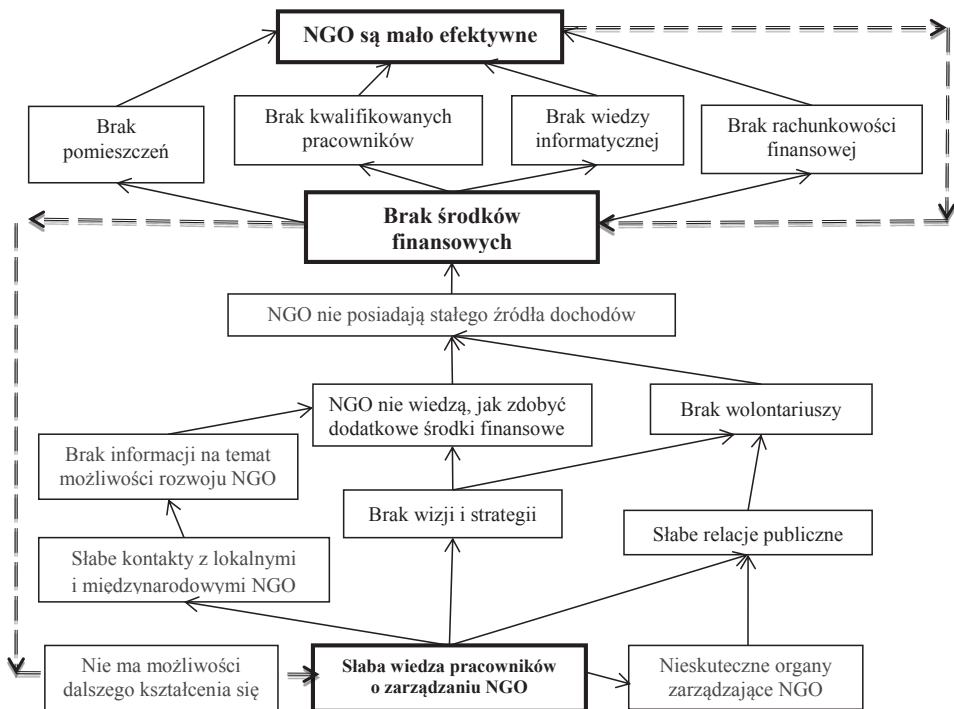 NGO są mało efektywne
Brak
pomieszczeń
Brak kwalifikowanych
pracowników
Brak wiedzy
informatycznej
Brak rachunkowości
finansowej
Brak środków
finansowych
NGO nie posiadają stałego źródła dochodów
NGO nie wiedzą, jak zdobyć
dodatkowe środki finansowe
Brak wolontariuszy
Brak informacji na temat
możliwości rozwoju NGO
Brak wizji i strategii
Słabe relacje publiczne
Słabe kontakty z lokalnymi
i międzynarodowymi NGO
Nie ma możliwości
dalszego kształcenia się
Słaba wiedza pracowników
o zarządzaniu NGO
Nieskuteczne organy
zarządzające NGO